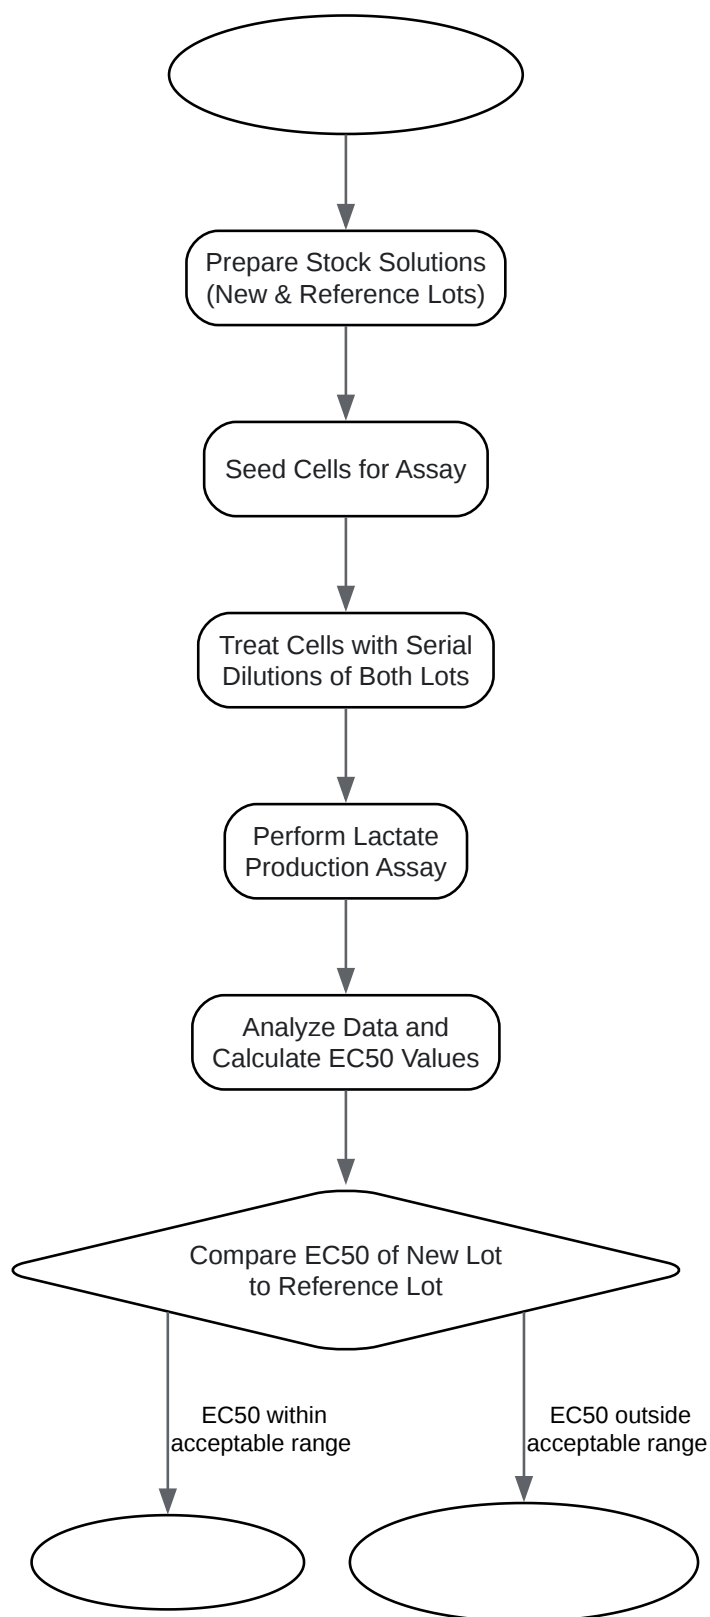 Prepare Stock Solutions
(New & Reference Lots)
Seed Cells for Assay
Treat Cells with Serial
Dilutions of Both Lots
Perform Lactate
Production Assay
Analyze Data and
Calculate EC50 Values
Compare EC50 of New Lot
to Reference Lot
EC50 within
acceptable range
EC50 outside
acceptable range